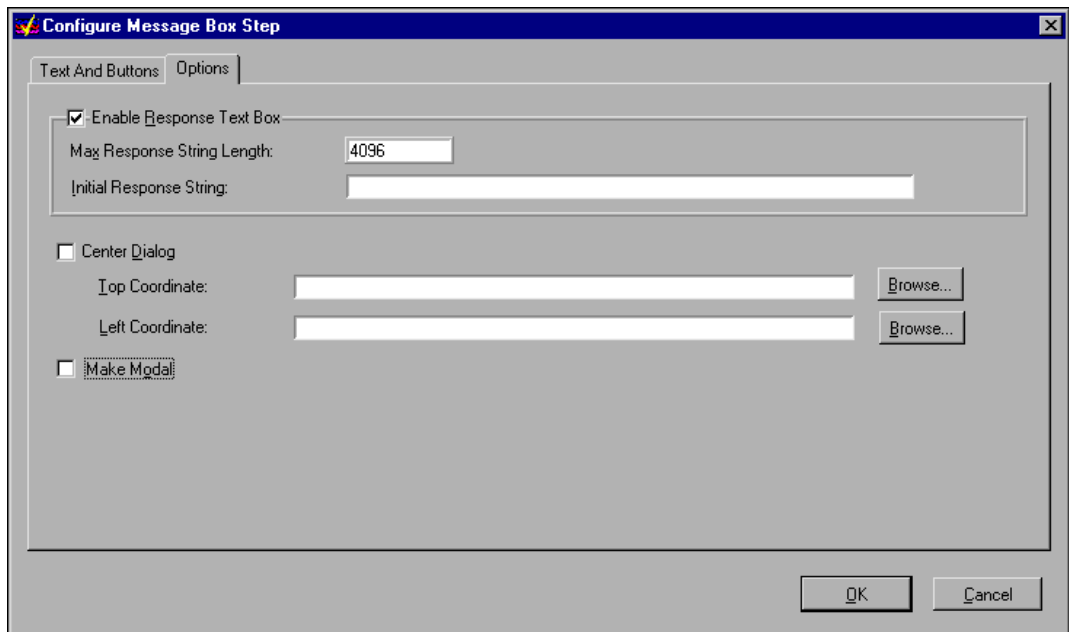 Configure Message Box Step
Text And Buttons Options
Enable Response Text Box
Max Response String Length: 4096
Initial Response String:
Center Dialog
Top Coordinate: Browse...
Left Coordinate: Browse...
Make Modal
OK Cancel